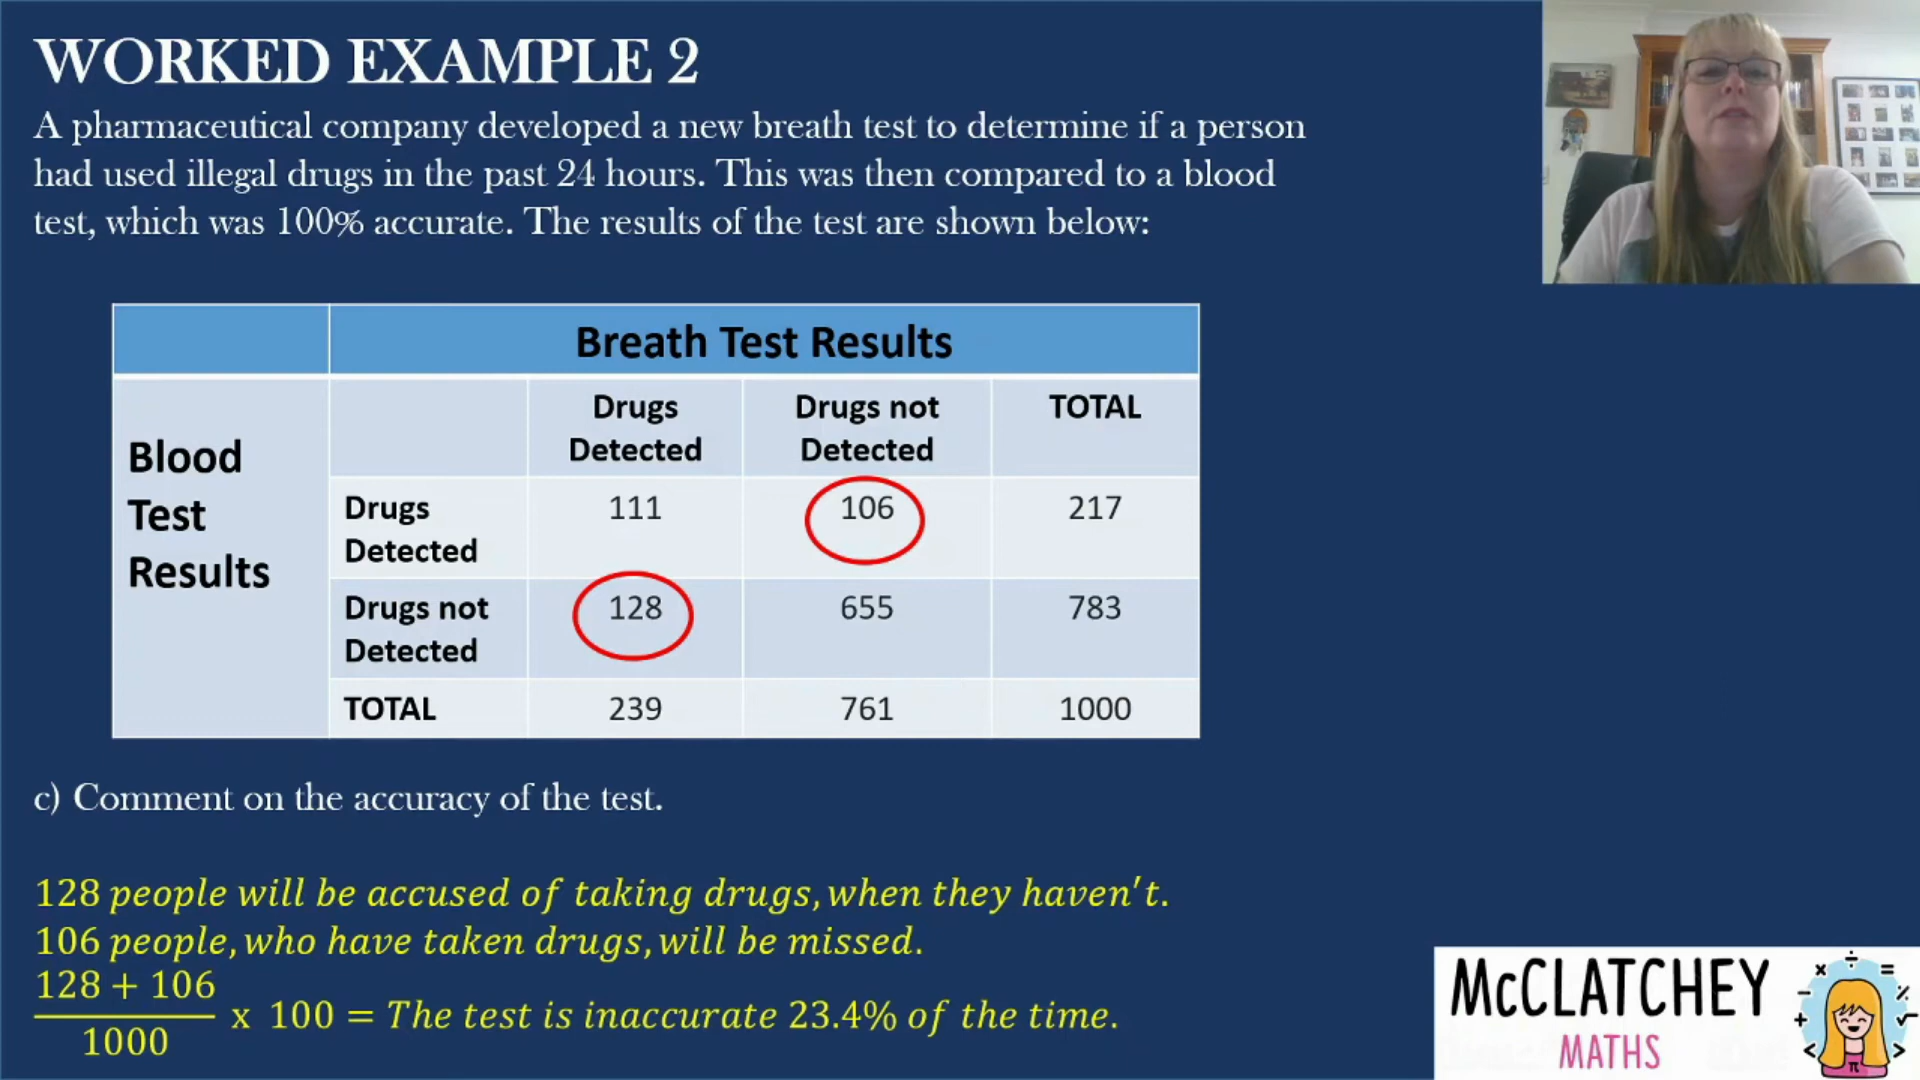 WORKED EXAMPLE 2
A pharmaceutical company developed a new breath test to determine if a person
had used illegal drugs in the past 24 hours. This was then compared to a blood
test, which was 100% accurate. The results of the test are shown below:
Breath Test Results
Blood
Test
Results
Drugs
Detected
Drugs not
Detected
TOTAL
Drugs
Detected
111
106
217
Drugs not
Detected
128
655
783
TOTAL
239
761
1000
c) Comment on the accuracy of the test.
128 people will be accused of taking drugs, when they haven't.
106 people, who have taken drugs, will be missed.
128 + 106
1000
x 100 = The test is inaccurate 23.4% of the time.
McCLATCHEY
MATHS